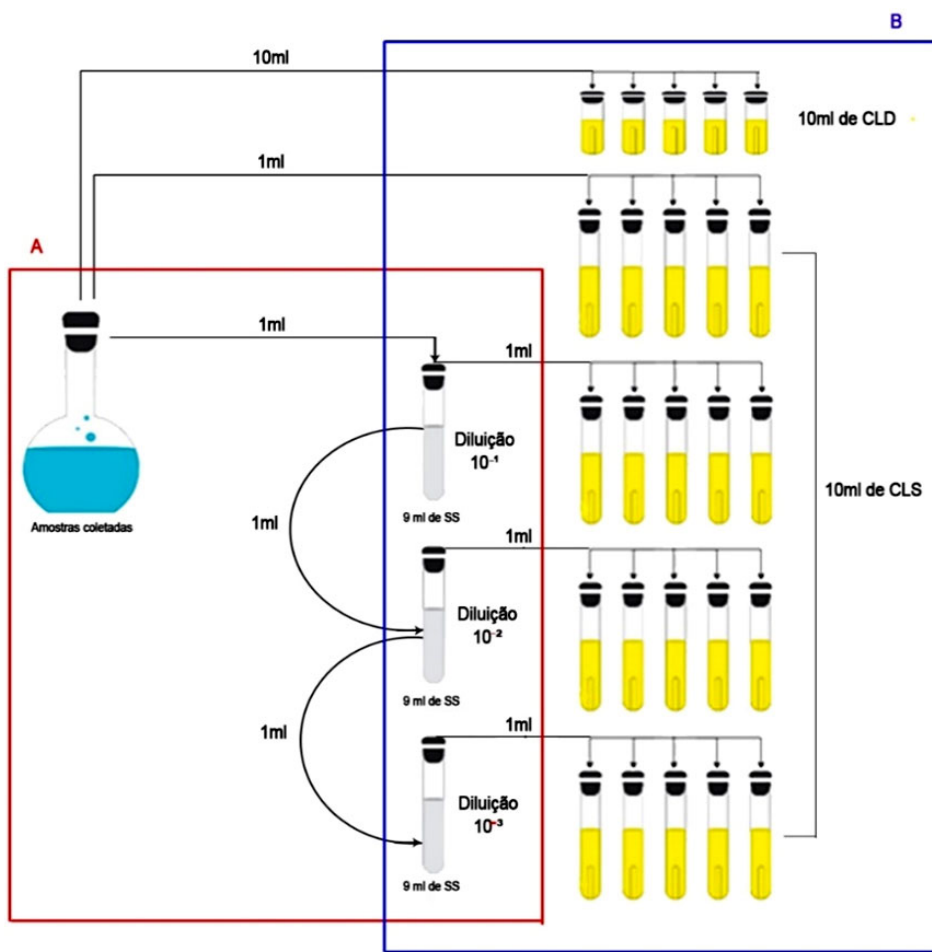 B
10ml
10ml de CLD
1ml
A
1ml
1ml
Diluição
10⁻¹
9 ml de SS
Amostras coletadas
10ml de CLS
1ml
1ml
Diluição
10⁻²
9 ml de SS
1ml
1ml
Diluição
10⁻³
9 ml de SS